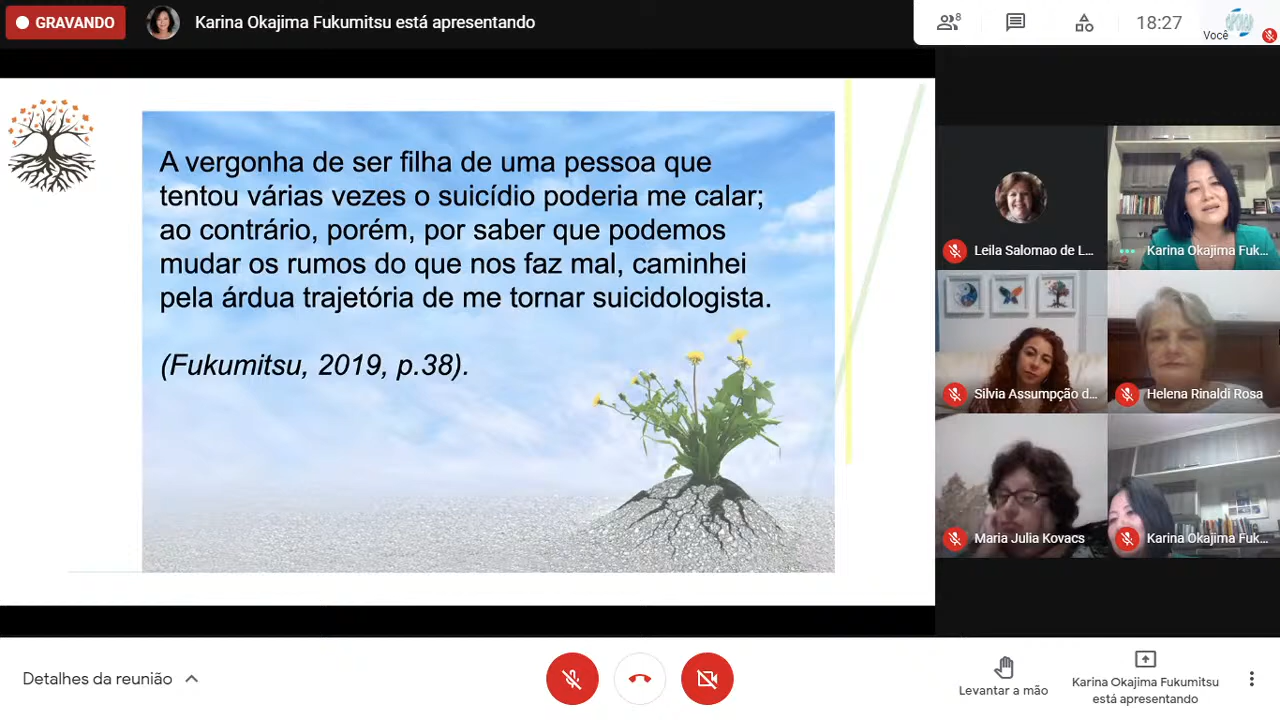 GRAVANDO
Karina Okajima Fukumitsu está apresentando
8
18:27
Você
A vergonha de ser filha de uma pessoa que
tentou várias vezes o suicídio poderia me calar;
ao contrário, porém, por saber que podemos
mudar os rumos do que nos faz mal, caminhei
pela árdua trajetória de me tornar suicidologista.
(Fukumitsu, 2019, p.38).
Leila Salomao de L...
Karina Okajima Fuk...
Silvia Assumpção d...
Helena Rinaldi Rosa
Maria Julia Kovacs
Karina Okajima Fuk...
Detalhes da reunião
Levantar a mão
Karina Okajima Fukumitsu
está apresentando